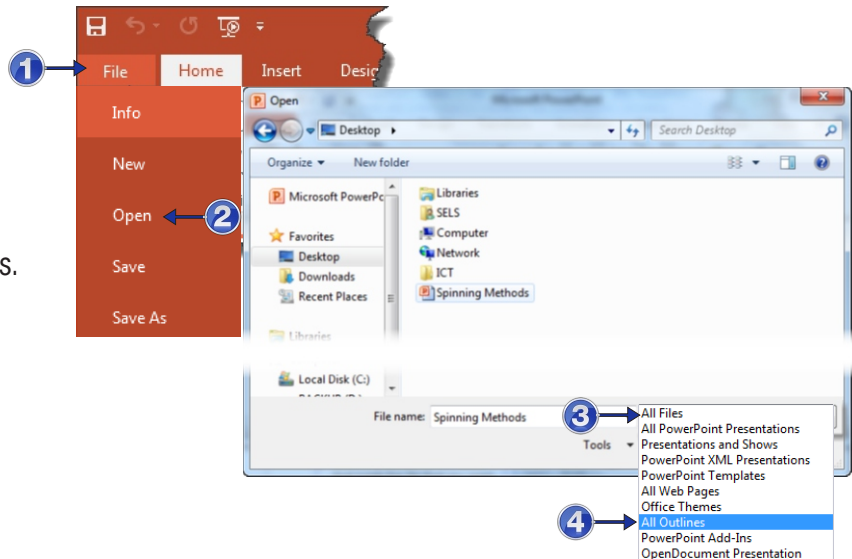 File Home Insert Desig
1
Info
New
Open
2
Save
Save As
s.
Open
Desktop
Search Desktop
Organize New folder
Microsoft PowerPc
Favorites
Desktop
Downloads
Recent Places
Libraries
Local Disk (C:)
Libraries
SELS
Computer
Network
ICT
Spinning Methods
File name: Spinning Methods
3
Tools
All Files
All PowerPoint Presentations
Presentations and Shows
PowerPoint XML Presentations
PowerPoint Templates
All Web Pages
Office Themes
4
All Outlines
PowerPoint Add-Ins
OpenDocument Presentation